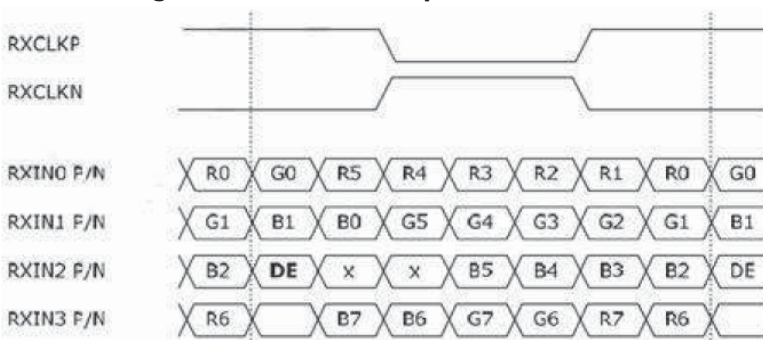 RXCLKP
RXCLKN
RXIN0 P/N R0 G0 R5 R4 R3 R2 R1 R0 G0
RXIN1 P/N G1 B1 B0 G5 G4 G3 G2 G1 B1
RXIN2 P/N B2 DE x x B5 B4 B3 B2 DE
RXIN3 P/N R6 B7 B6 G7 G6 R7 R6